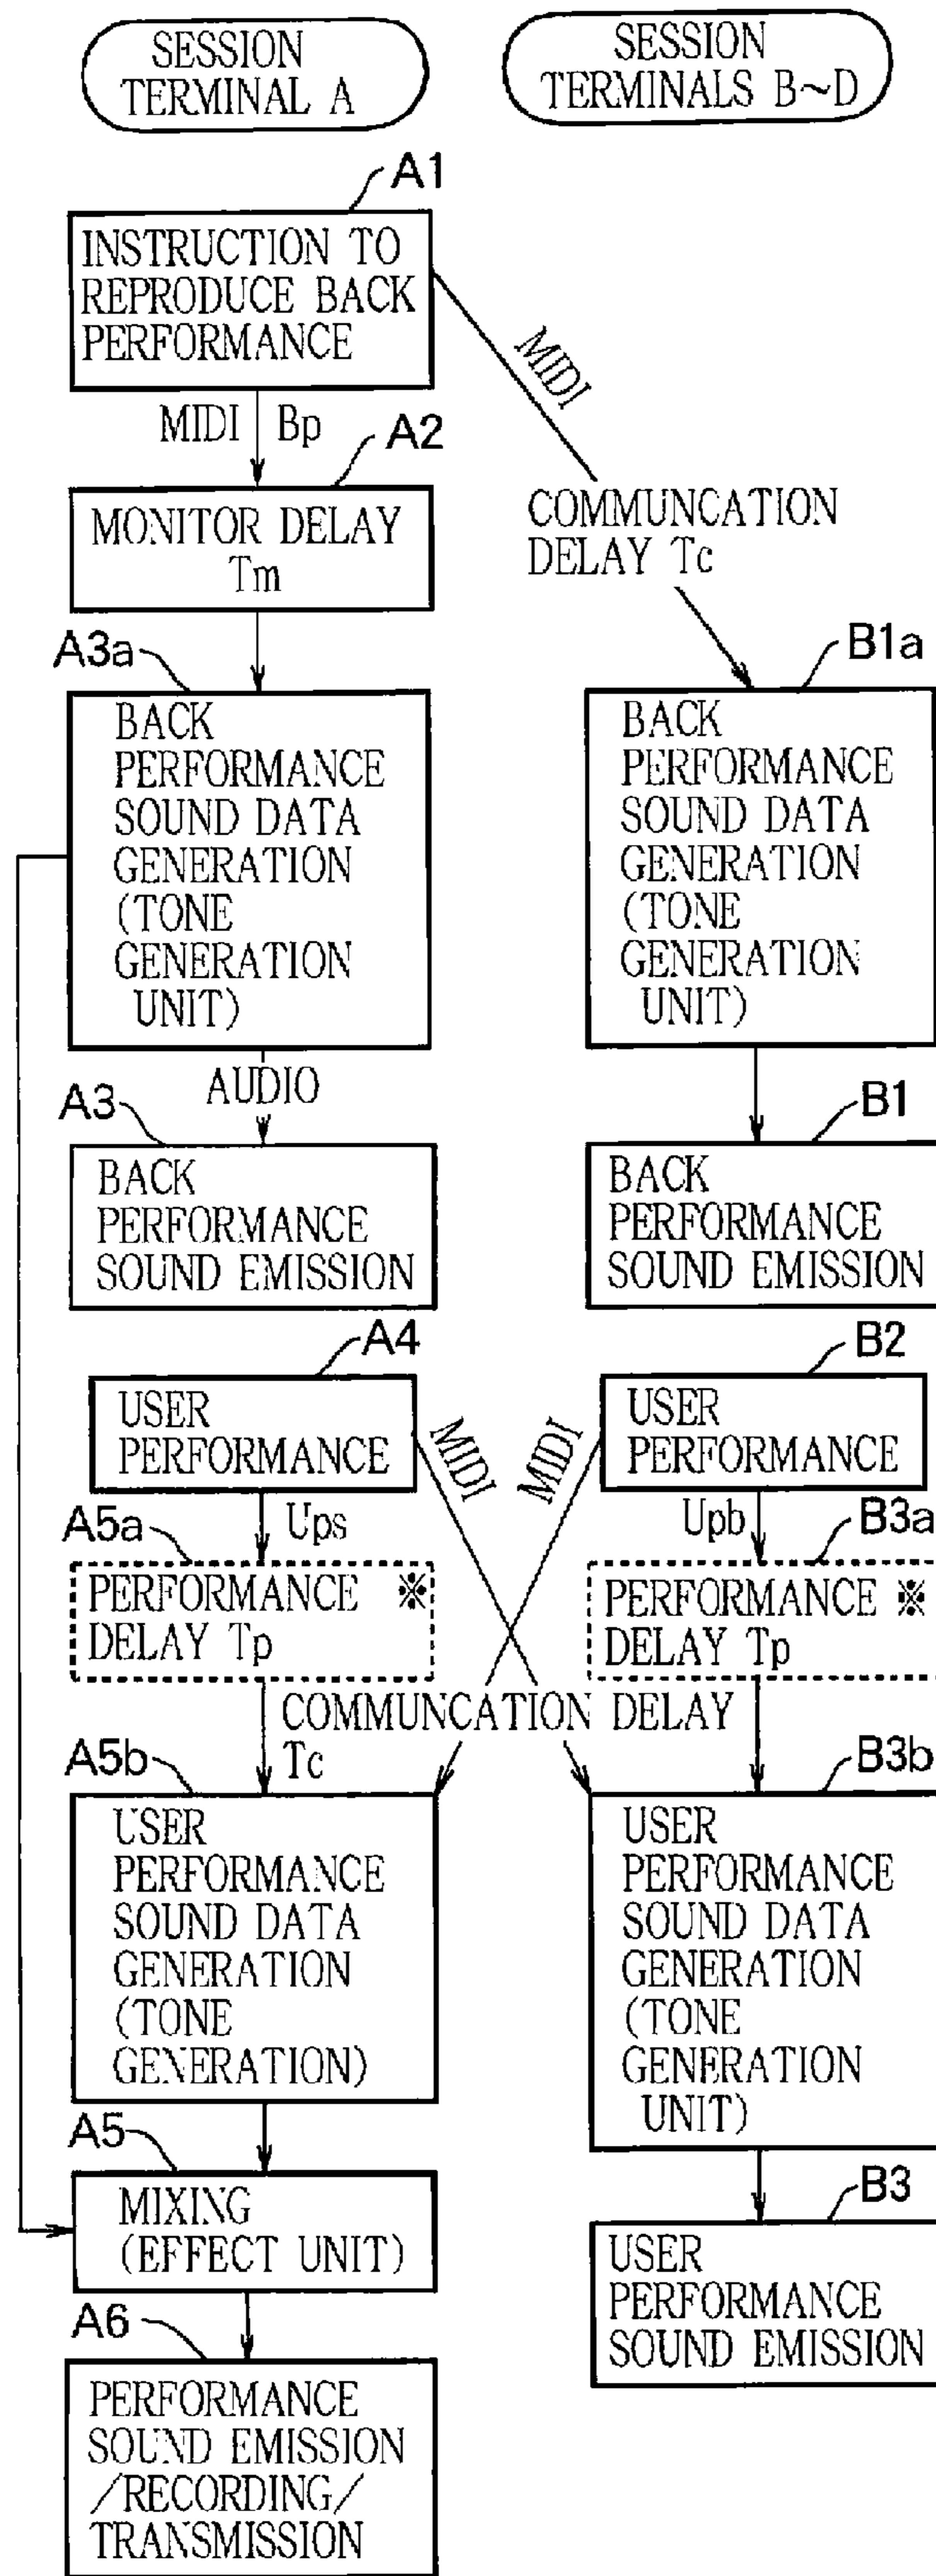 SESSION
TERMINAL A
SESSION
TERMINALS B~D
A1
INSTRUCTION TO
REPRODUCE BACK
PERFORMANCE
MIDI
MIDI Bp
A2
MONITOR DELAY
Tm
COMMUNCATION
DELAY Tc
A3a
BACK
PERFORMANCE
SOUND DATA
GENERATION
(TONE
GENERATION
UNIT)
B1a
BACK
PERFORMANCE
SOUND DATA
GENERATION
(TONE
GENERATION
UNIT)
AUDIO
A3
BACK
PERFORMANCE
SOUND EMISSION
B1
BACK
PERFORMANCE
SOUND EMISSION
A4
USER
PERFORMANCE
B2
USER
PERFORMANCE
MIDI
MIDI
Ups
Upb
A5a
PERFORMANCE ※
DELAY Tp
B3a
PERFORMANCE ※
DELAY Tp
COMMUNCATION DELAY
Tc
A5b
USER
PERFORMANCE
SOUND DATA
GENERATION
(TONE
GENERATION)
B3b
USER
PERFORMANCE
SOUND DATA
GENERATION
(TONE
GENERATION
UNIT)
A5
MIXING
(EFFECT UNIT)
B3
USER
PERFORMANCE
SOUND EMISSION
A6
PERFORMANCE
SOUND EMISSION
/RECORDING/
TRANSMISSION